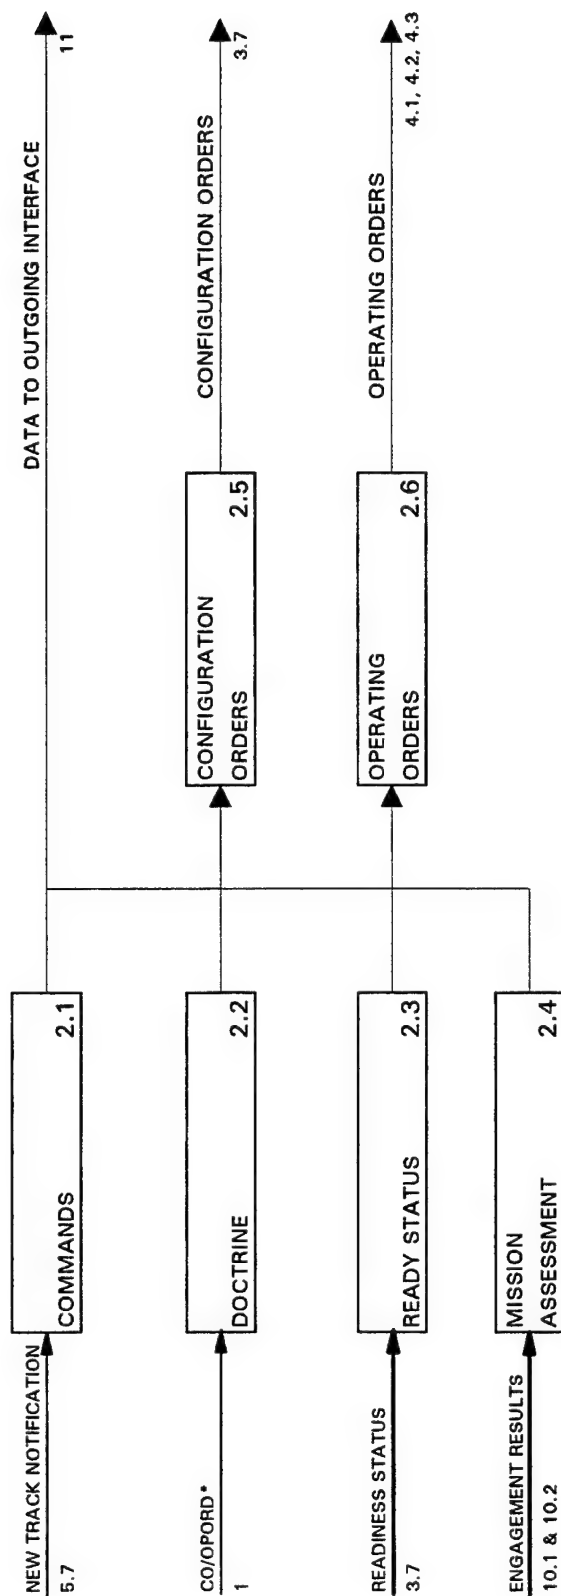 NEW TRACK NOTIFICATION
5.7
COMMANDS
2.1
DATA TO OUTGOING INTERFACE
11
CO/OPORD*
1
DOCTRINE
2.2
CONFIGURATION
ORDERS
2.5
CONFIGURATION ORDERS
3.7
READINESS STATUS
3.7
READY STATUS
2.3
OPERATING
ORDERS
2.6
OPERATING ORDERS
4.1, 4.2, 4.3
ENGAGEMENT RESULTS
10.1 & 10.2
MISSION
ASSESSMENT
2.4